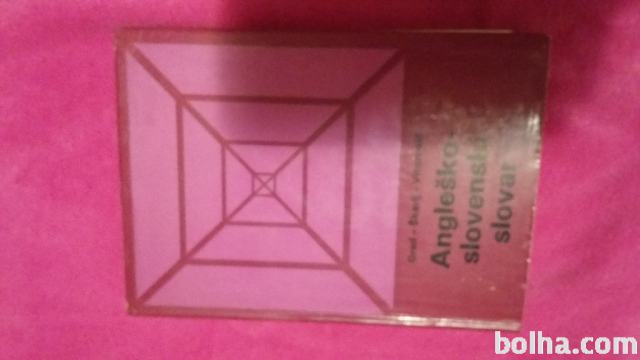 Grad - Škerlj - Vitorovič
Angleško-
slovenski
slovar
bolha.com